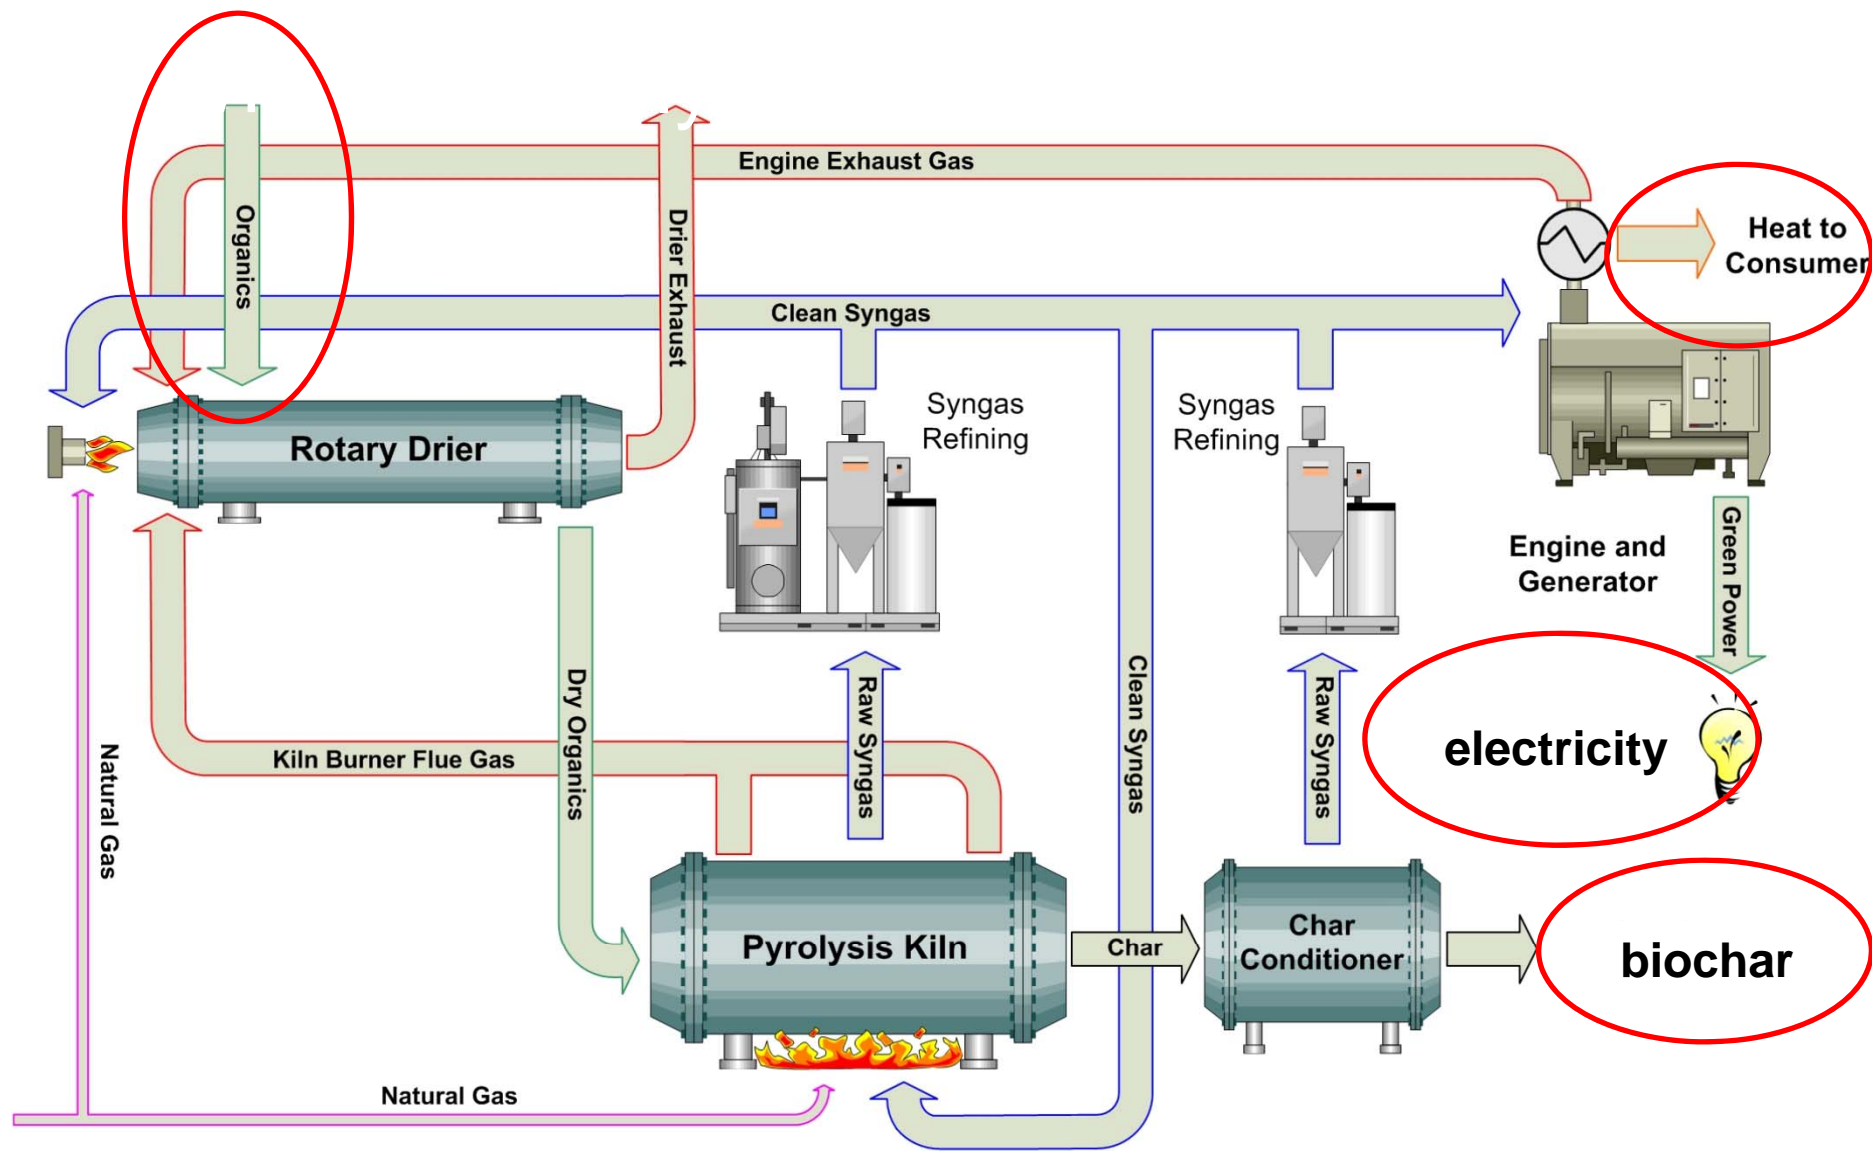 Engine Exhaust Gas
Organics
Drier Exhaust
Heat to
Consumer
Clean Syngas
Syngas
Refining
Syngas
Refining
Rotary Drier
Engine and
Generator
Green Power
Dry Organics
Raw Syngas
Clean Syngas
Raw Syngas
electricity
Natural Gas
Kiln Burner Flue Gas
Pyrolysis Kiln
Char
Char
Conditioner
biochar
Natural Gas